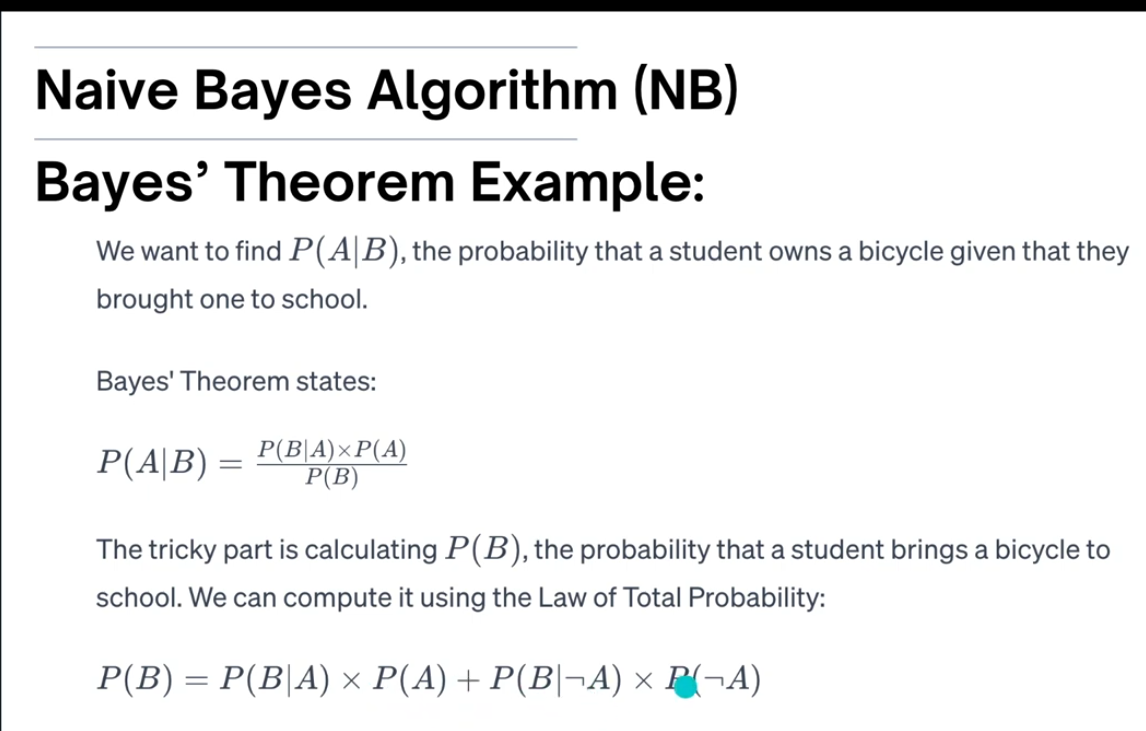 Naive Bayes Algorithm (NB)
Bayes’ Theorem Example:
We want to find P(A|B), the probability that a student owns a bicycle given that they
brought one to school.
Bayes' Theorem states:
P(A|B) = P(B|A)×P(A) / P(B)
The tricky part is calculating P(B), the probability that a student brings a bicycle to
school. We can compute it using the Law of Total Probability:
P(B) = P(B|A) × P(A) + P(B|¬A) × P(¬A)